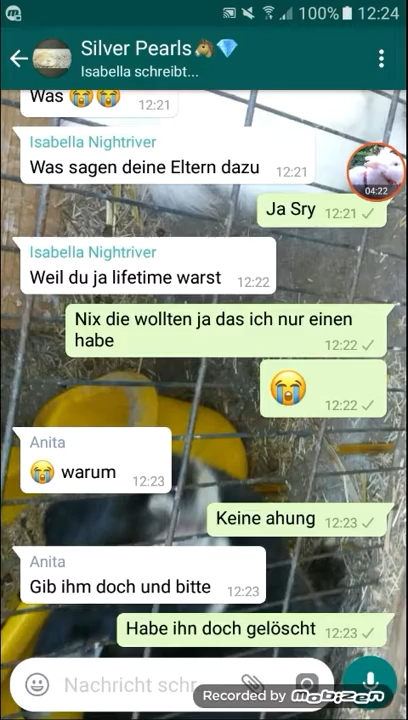 100% 12:24
Silver Pearls🐴💎
Isabella schreibt...
Was 😭😭 12:21
Isabella Nightriver
Was sagen deine Eltern dazu 12:21
04:22
Ja Sry 12:21
Isabella Nightriver
Weil du ja lifetime warst 12:22
Nix die wollten ja das ich nur einen
habe 12:22
😭 12:22
Anita
😭 warum 12:23
Keine ahung 12:23
Anita
Gib ihm doch und bitte 12:23
Habe ihn doch gelöscht 12:23
Nachricht schr
Recorded by mobizen